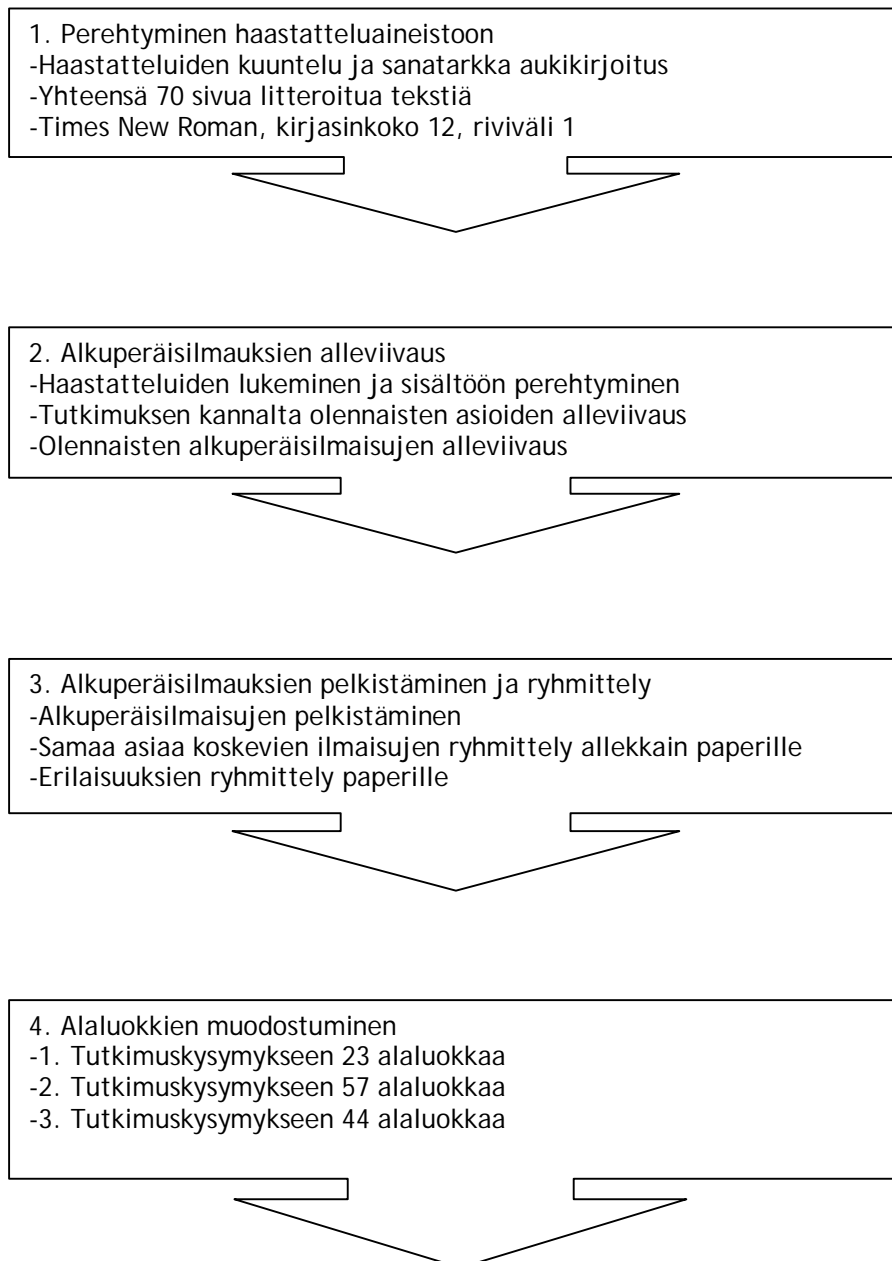 1. Perehtyminen haastatteluaineistoon
-Haastatteluiden kuuntelu ja sanatarkka aukikirjoitus
-Yhteensä 70 sivua litteroitua tekstiä
-Times New Roman, kirjasinkoko 12, riviväli 1
2. Alkuperäisilmauksien alleviivaus
-Haastatteluiden lukeminen ja sisältöön perehtyminen
-Tutkimuksen kannalta olennaisten asioiden alleviivaus
-Olennaisten alkuperäisilmaisujen alleviivaus
3. Alkuperäisilmauksien pelkistäminen ja ryhmittely
-Alkuperäisilmaisujen pelkistäminen
-Samaa asiaa koskevien ilmaisujen ryhmittely allekkain paperille
-Erilaisuuksien ryhmittely paperille
4. Alaluokkien muodostuminen
-1. Tutkimuskysymykseen 23 alaluokkaa
-2. Tutkimuskysymykseen 57 alaluokkaa
-3. Tutkimuskysymykseen 44 alaluokkaa